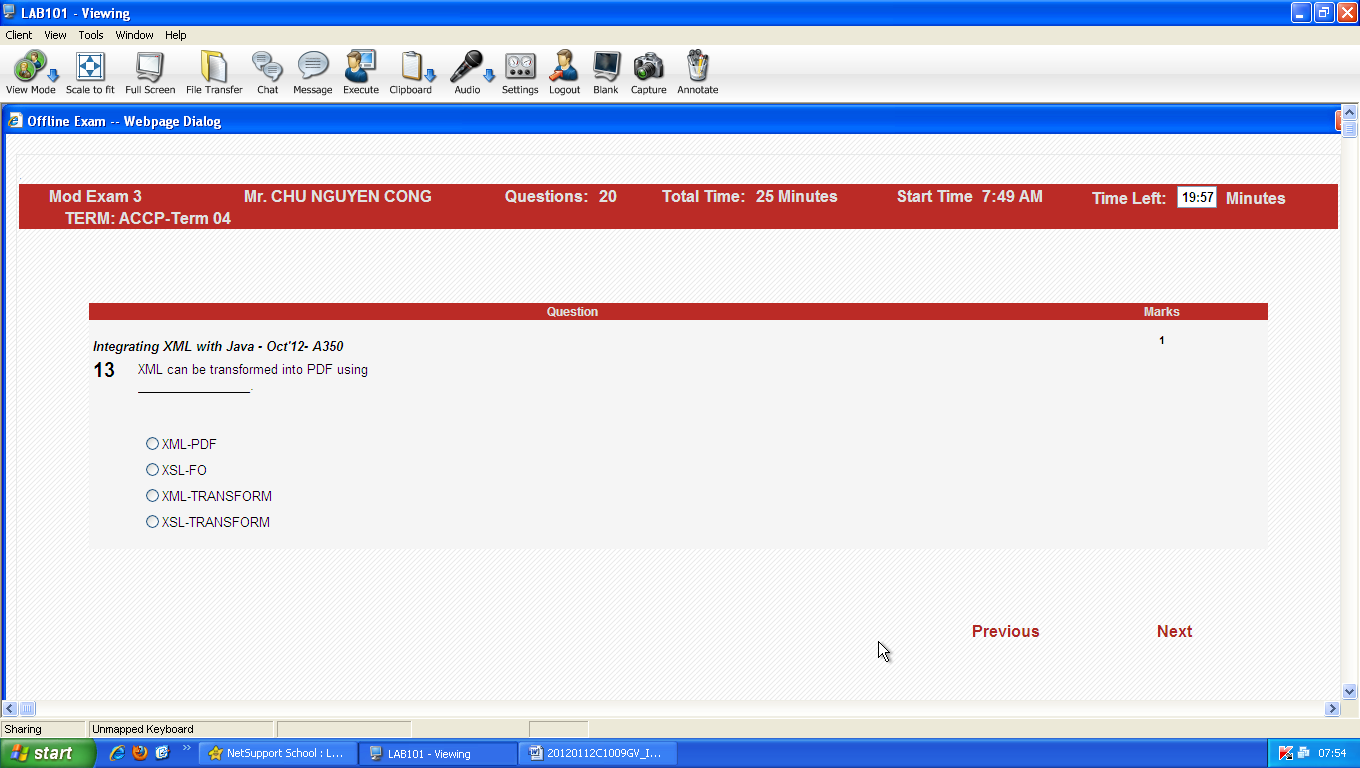 LAB101 - Viewing
Client View Tools Window Help
View Mode Scale to fit Full Screen File Transfer Chat Message Execute Clipboard Audio Settings Logout Blank Capture Annotate
Offline Exam -- Webpage Dialog
Mod Exam 3 Mr. CHU NGUYEN CONG Questions: 20 Total Time: 25 Minutes Start Time 7:49 AM Time Left: 19:57 Minutes
TERM: ACCP-Term 04
Question Marks
Integrating XML with Java - Oct'12- A350 1
13 XML can be transformed into PDF using
________________.
XML-PDF
XSL-FO
XML-TRANSFORM
XSL-TRANSFORM
Previous Next
Sharing Unmapped Keyboard
start NetSupport School : L... LAB101 - Viewing 20120112C1009GV_I... 07:54